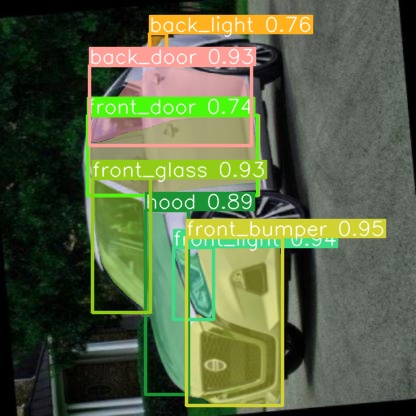 back_light 0.76
back_door 0.93
front_door 0.74
front_glass 0.93
hood 0.89
front_bumper 0.95
front_light 0.94